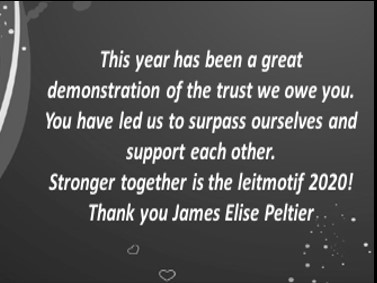 This year has been a great
demonstration of the trust we owe you.
You have led us to surpass ourselves and
support each other.
Stronger together is the leitmotif 2020!
Thank you James Elise Peltier